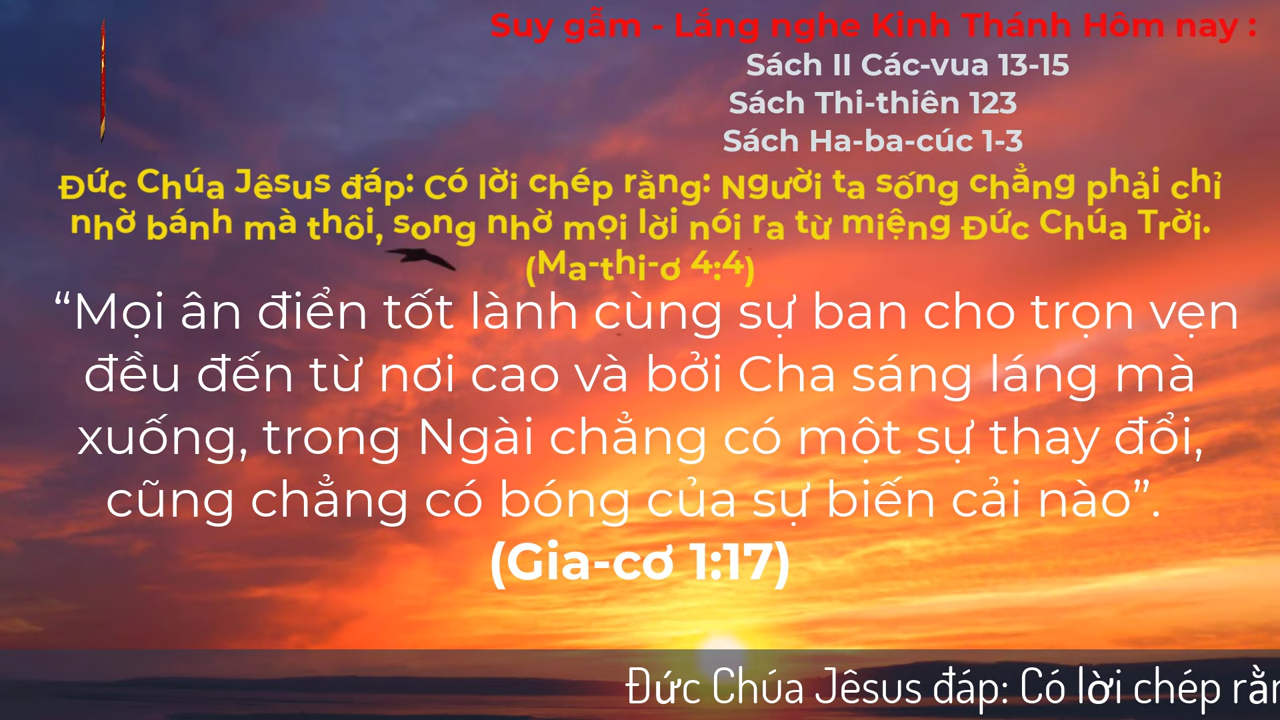 Suy gẫm - Lắng nghe Kinh Thánh Hôm nay :
Sách II Các-vua 13-15
Sách Thi-thiên 123
Sách Ha-ba-cúc 1-3
Đức Chúa Jêsus đáp: Có lời chép rằng: Người ta sống chẳng phải chỉ
nhờ bánh mà thôi, song nhờ mọi lời nói ra từ miệng Đức Chúa Trời.
(Ma-thi-ơ 4:4)
“Mọi ân điển tốt lành cùng sự ban cho trọn vẹn
đều đến từ nơi cao và bởi Cha sáng láng mà
xuống, trong Ngài chẳng có một sự thay đổi,
cũng chẳng có bóng của sự biến cải nào”.
(Gia-cơ 1:17)
Đức Chúa Jêsus đáp: Có lời chép